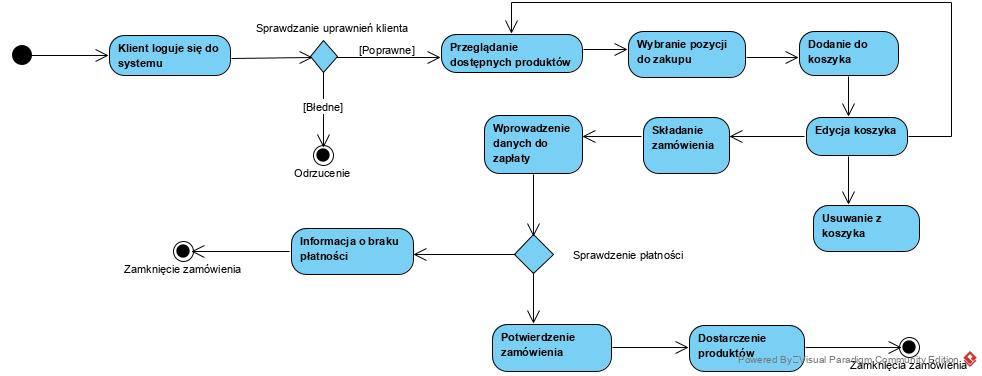 Sprawdzanie uprawnień klienta
Klient loguje się do
systemu
[Poprawne]
Przeglądanie
dostępnych produktów
Wybranie pozycji
do zakupu
Dodanie do
koszyka
[Błedne]
Odrzucenie
Wprowadzenie
danych do
zapłaty
Składanie
zamówienia
Edycja koszyka
Usuwanie z
koszyka
Informacja o braku
płatności
Zamknięcie zamówienia
Sprawdzenie płatności
Potwierdzenie
zamówienia
Dostarczenie
produktów
Powered By Visual Paradigm Community Edition
Zamknięcia zamówienia